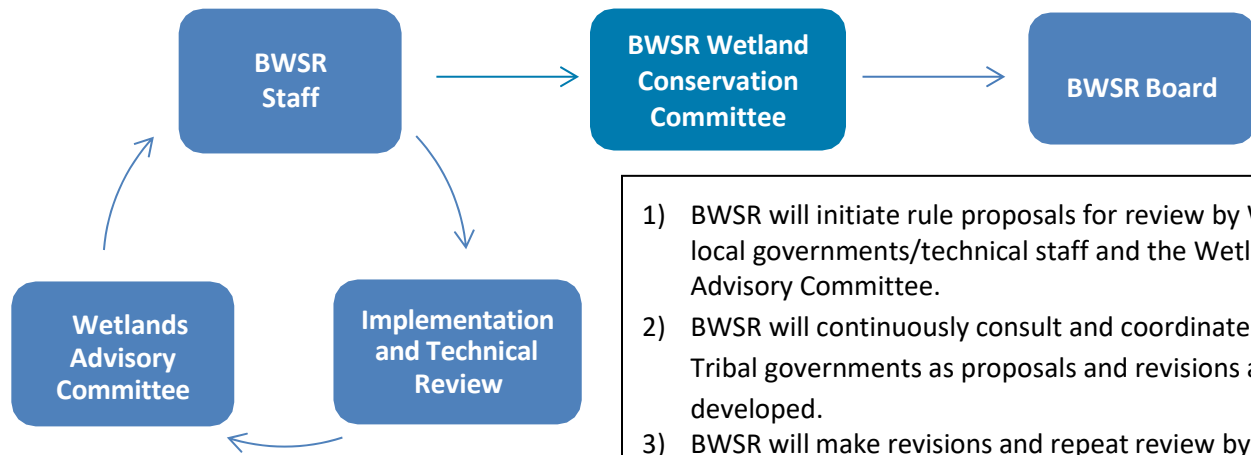 BWSR
Staff
BWSR Wetland
Conservation
Committee
BWSR Board
Wetlands
Advisory
Committee
Implementation
and Technical
Review
1) BWSR will initiate rule proposals for review by
local governments/technical staff and the
Advisory Committee.
2) BWSR will continuously consult and coordinate
Tribal governments as proposals and revisions
developed.
3) BWSR will make revisions and repeat review by